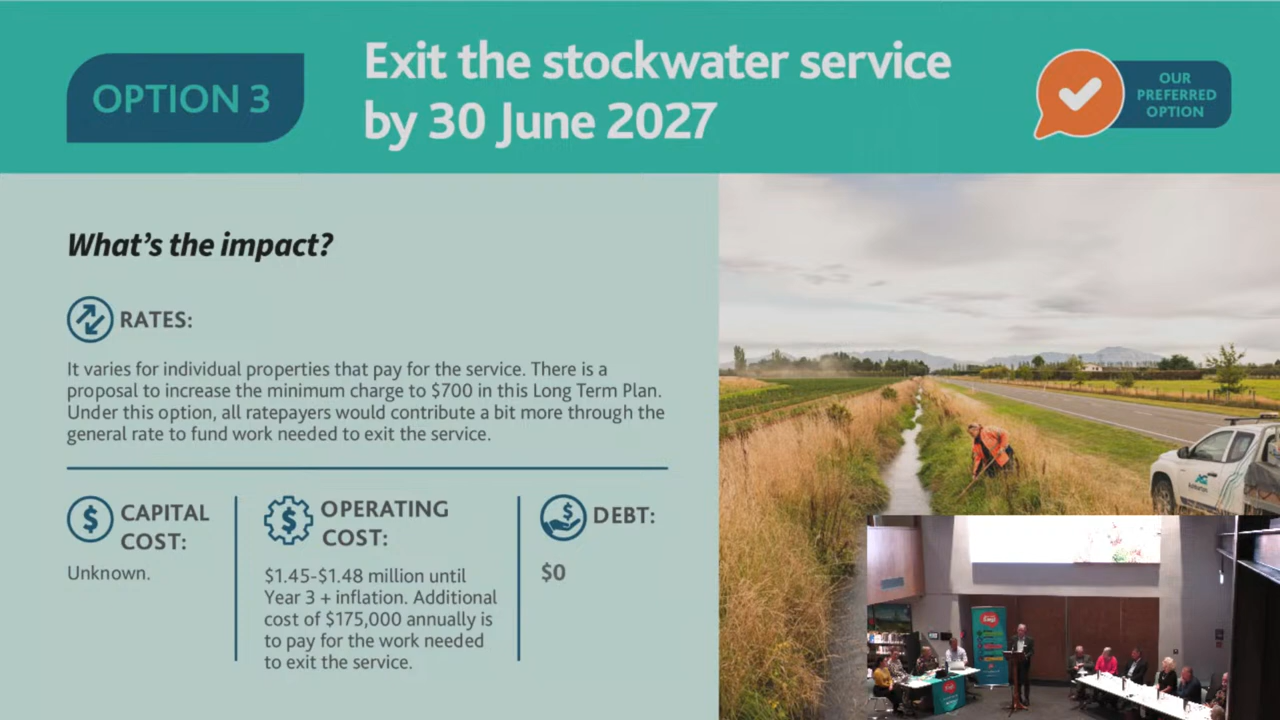 OPTION 3
Exit the stockwater service
by 30 June 2027
OUR
PREFERRED
OPTION
What's the impact?
RATES:
It varies for individual properties that pay for the service. There is a
proposal to increase the minimum charge to $700 in this Long Term Plan.
Under this option, all ratepayers would contribute a bit more through the
general rate to fund work needed to exit the service.
CAPITAL
COST:
Unknown.
OPERATING
COST:
$1.45-$1.48 million until
Year 3 + inflation. Additional
cost of $175,000 annually is
to pay for the work needed
to exit the service.
DEBT:
$0